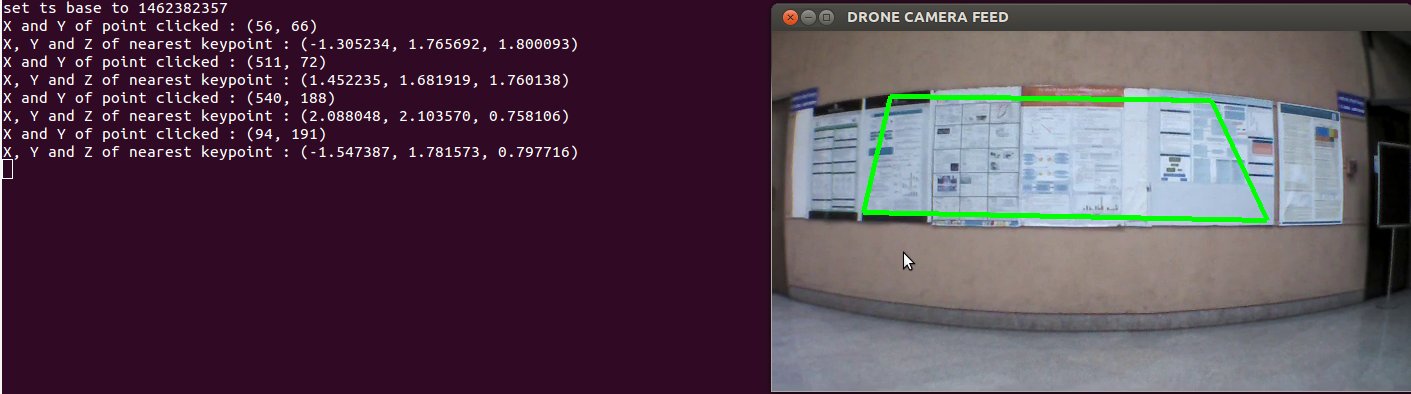 set ts base to 1462382357
X and Y of point clicked : (56, 66)
X, Y and Z of nearest keypoint : (-1.305234, 1.765692, 1.800093)
X and Y of point clicked : (511, 72)
X, Y and Z of nearest keypoint : (1.452235, 1.681919, 1.760138)
X and Y of point clicked : (540, 188)
X, Y and Z of nearest keypoint : (2.088048, 2.103570, 0.758106)
X and Y of point clicked : (94, 191)
X, Y and Z of nearest keypoint : (-1.547387, 1.781573, 0.797716)
DRONE CAMERA FEED